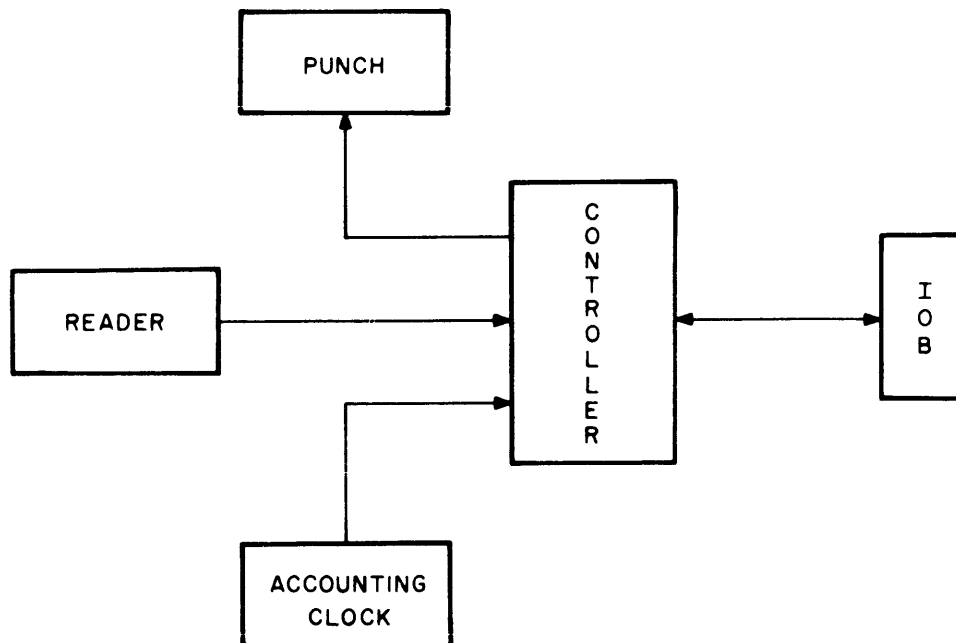 PUNCH
CONTROLLER
IOB
READER
ACCOUNTING
CLOCK